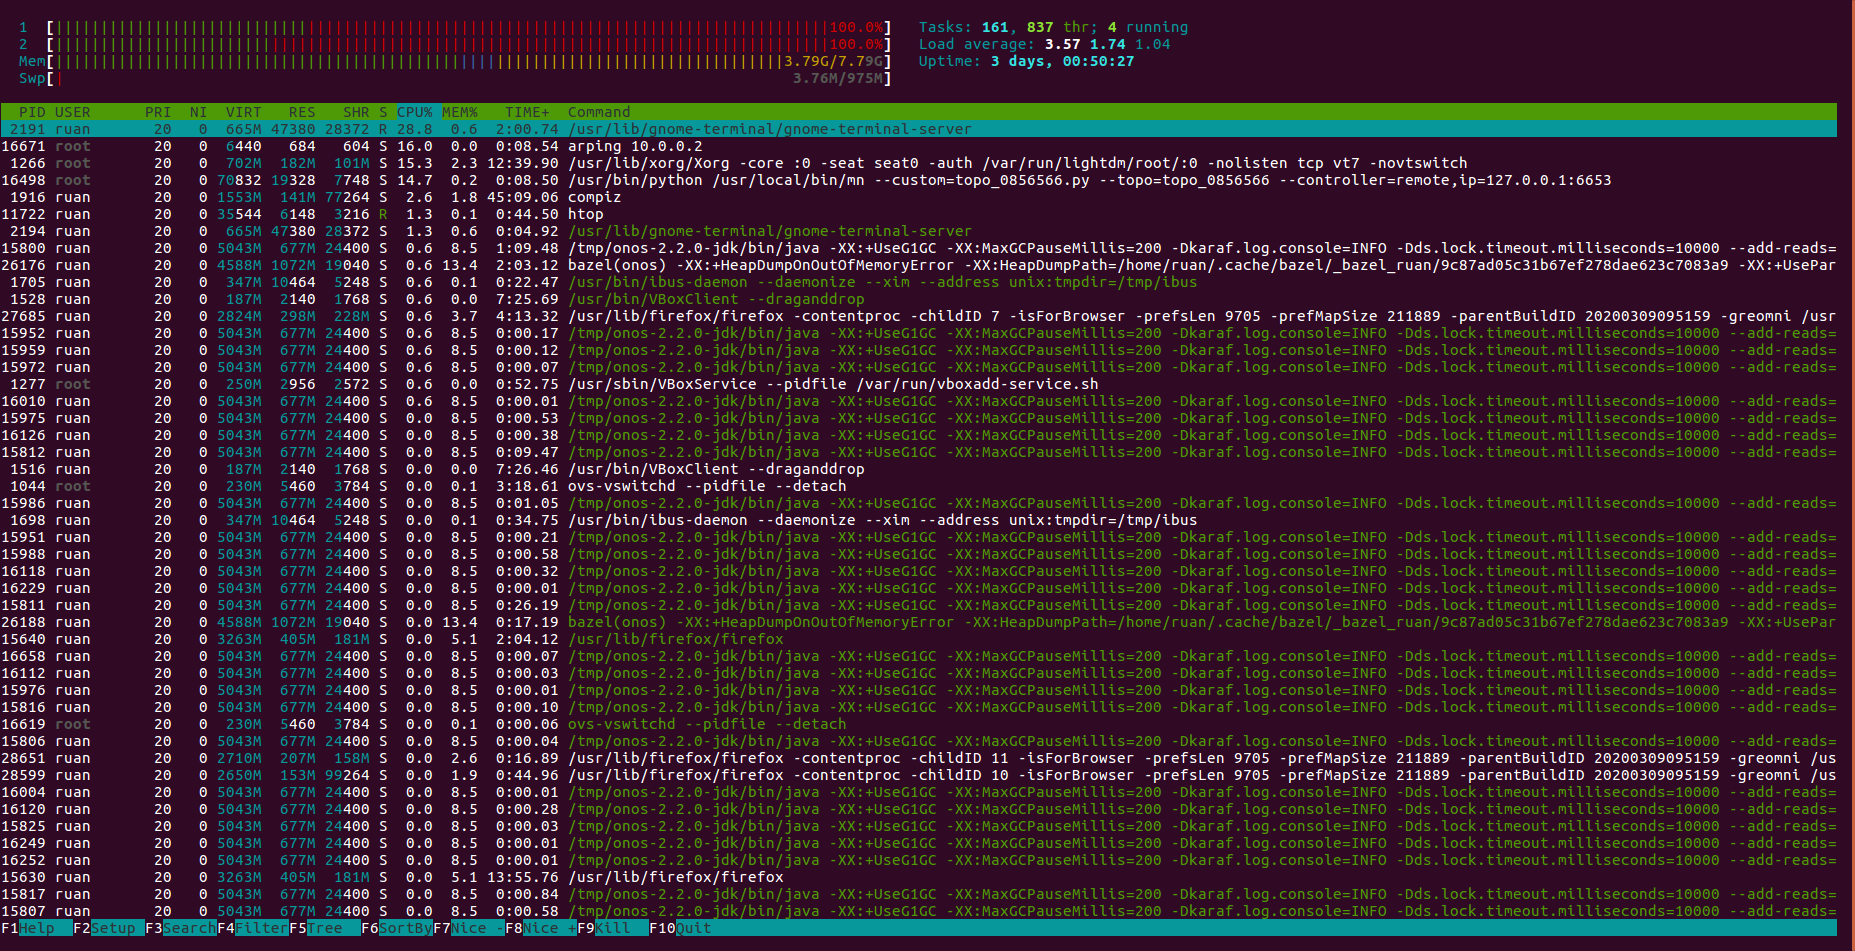 1 [|||||||||||||||||||||||||||||||||||||||||||||||||||||||||||||||||||||||||||||||||||||100.0%] Tasks: 161, 837 thr; 4 running
2 [|||||||||||||||||||||||||||||||||||||||||||||||||||||||||||||||||||||||||||||||||||||100.0%] Load average: 3.57 1.74 1.04
Mem[||||||||||||||||||||||||||||||||||||||||||||||||||||||||||||||||||||||||||||||||3.79G/7.79G] Uptime: 3 days, 00:50:27
Swp[| 3.76M/975M]
PID USER PRI NI VIRT RES SHR S CPU% MEM% TIME+ Command
2191 ruan 20 0 665M 47380 28372 R 28.8 0.6 2:00.74 /usr/lib/gnome-terminal/gnome-terminal-server
16671 root 20 0 6440 684 604 S 16.0 0.0 0:08.54 arping 10.0.0.2
1266 root 20 0 702M 182M 101M S 15.3 2.3 12:39.90 /usr/lib/xorg/Xorg -core :0 -seat seat0 -auth /var/run/lightdm/root/:0 -nolisten tcp vt7 -novtswitch
16498 root 20 0 70832 19328 7748 S 14.7 0.2 0:08.50 /usr/bin/python /usr/local/bin/mn --custom=topo_0856566.py --topo=topo_0856566 --controller=remote,ip=127.0.0.1:6653
1916 ruan 20 0 1553M 141M 77264 S 2.6 1.8 45:09.06 compiz
11722 ruan 20 0 35544 6148 3216 R 1.3 0.1 0:44.50 htop
2194 ruan 20 0 665M 47380 28372 S 1.3 0.6 0:04.92 /usr/lib/gnome-terminal/gnome-terminal-server
15800 ruan 20 0 5043M 677M 24400 S 0.6 8.5 1:09.48 /tmp/onos-2.2.0-jdk/bin/java -XX:+UseG1GC -XX:MaxGCPauseMillis=200 -Dkaraf.log.console=INFO -Dds.lock.timeout.milliseconds=10000 --add-reads=
26176 ruan 20 0 4588M 1072M 19040 S 0.6 13.4 2:03.12 bazel(onos) -XX:+HeapDumpOnOutOfMemoryError -XX:HeapDumpPath=/home/ruan/.cache/bazel/_bazel_ruan/9c87ad05c31b67ef278dae623c7083a9 -XX:+UsePar
1705 ruan 20 0 347M 10464 5248 S 0.6 0.1 0:22.47 /usr/bin/ibus-daemon --daemonize --xim --address unix:tmpdir=/tmp/ibus
1528 ruan 20 0 187M 2140 1768 S 0.6 0.0 7:25.69 /usr/bin/VBoxClient --draganddrop
27685 ruan 20 0 2824M 298M 228M S 0.6 3.7 4:13.32 /usr/lib/firefox/firefox -contentproc -childID 7 -isForBrowser -prefsLen 9705 -prefMapSize 211889 -parentBuildID 20200309095159 -greomni /usr
15952 ruan 20 0 5043M 677M 24400 S 0.6 8.5 0:00.17 /tmp/onos-2.2.0-jdk/bin/java -XX:+UseG1GC -XX:MaxGCPauseMillis=200 -Dkaraf.log.console=INFO -Dds.lock.timeout.milliseconds=10000 --add-reads=
15959 ruan 20 0 5043M 677M 24400 S 0.6 8.5 0:00.12 /tmp/onos-2.2.0-jdk/bin/java -XX:+UseG1GC -XX:MaxGCPauseMillis=200 -Dkaraf.log.console=INFO -Dds.lock.timeout.milliseconds=10000 --add-reads=
15972 ruan 20 0 5043M 677M 24400 S 0.6 8.5 0:00.07 /tmp/onos-2.2.0-jdk/bin/java -XX:+UseG1GC -XX:MaxGCPauseMillis=200 -Dkaraf.log.console=INFO -Dds.lock.timeout.milliseconds=10000 --add-reads=
1277 root 20 0 250M 2956 2572 S 0.6 0.0 0:52.75 /usr/sbin/VBoxService --pidfile /var/run/vboxadd-service.sh
16010 ruan 20 0 5043M 677M 24400 S 0.6 8.5 0:00.01 /tmp/onos-2.2.0-jdk/bin/java -XX:+UseG1GC -XX:MaxGCPauseMillis=200 -Dkaraf.log.console=INFO -Dds.lock.timeout.milliseconds=10000 --add-reads=
15975 ruan 20 0 5043M 677M 24400 S 0.0 8.5 0:00.53 /tmp/onos-2.2.0-jdk/bin/java -XX:+UseG1GC -XX:MaxGCPauseMillis=200 -Dkaraf.log.console=INFO -Dds.lock.timeout.milliseconds=10000 --add-reads=
16126 ruan 20 0 5043M 677M 24400 S 0.0 8.5 0:00.38 /tmp/onos-2.2.0-jdk/bin/java -XX:+UseG1GC -XX:MaxGCPauseMillis=200 -Dkaraf.log.console=INFO -Dds.lock.timeout.milliseconds=10000 --add-reads=
15812 ruan 20 0 5043M 677M 24400 S 0.0 8.5 0:09.47 /tmp/onos-2.2.0-jdk/bin/java -XX:+UseG1GC -XX:MaxGCPauseMillis=200 -Dkaraf.log.console=INFO -Dds.lock.timeout.milliseconds=10000 --add-reads=
1516 ruan 20 0 187M 2140 1768 S 0.0 0.0 7:26.46 /usr/bin/VBoxClient --draganddrop
1044 root 20 0 230M 5460 3784 S 0.0 0.1 3:18.61 ovs-vswitchd --pidfile --detach
15986 ruan 20 0 5043M 677M 24400 S 0.0 8.5 0:01.05 /tmp/onos-2.2.0-jdk/bin/java -XX:+UseG1GC -XX:MaxGCPauseMillis=200 -Dkaraf.log.console=INFO -Dds.lock.timeout.milliseconds=10000 --add-reads=
1698 ruan 20 0 347M 10464 5248 S 0.0 0.1 0:34.75 /usr/bin/ibus-daemon --daemonize --xim --address unix:tmpdir=/tmp/ibus
15951 ruan 20 0 5043M 677M 24400 S 0.0 8.5 0:00.21 /tmp/onos-2.2.0-jdk/bin/java -XX:+UseG1GC -XX:MaxGCPauseMillis=200 -Dkaraf.log.console=INFO -Dds.lock.timeout.milliseconds=10000 --add-reads=
15988 ruan 20 0 5043M 677M 24400 S 0.0 8.5 0:00.58 /tmp/onos-2.2.0-jdk/bin/java -XX:+UseG1GC -XX:MaxGCPauseMillis=200 -Dkaraf.log.console=INFO -Dds.lock.timeout.milliseconds=10000 --add-reads=
16118 ruan 20 0 5043M 677M 24400 S 0.0 8.5 0:00.32 /tmp/onos-2.2.0-jdk/bin/java -XX:+UseG1GC -XX:MaxGCPauseMillis=200 -Dkaraf.log.console=INFO -Dds.lock.timeout.milliseconds=10000 --add-reads=
16229 ruan 20 0 5043M 677M 24400 S 0.0 8.5 0:00.01 /tmp/onos-2.2.0-jdk/bin/java -XX:+UseG1GC -XX:MaxGCPauseMillis=200 -Dkaraf.log.console=INFO -Dds.lock.timeout.milliseconds=10000 --add-reads=
15811 ruan 20 0 5043M 677M 24400 S 0.0 8.5 0:26.19 /tmp/onos-2.2.0-jdk/bin/java -XX:+UseG1GC -XX:MaxGCPauseMillis=200 -Dkaraf.log.console=INFO -Dds.lock.timeout.milliseconds=10000 --add-reads=
26188 ruan 20 0 4588M 1072M 19040 S 0.0 13.4 0:17.19 bazel(onos) -XX:+HeapDumpOnOutOfMemoryError -XX:HeapDumpPath=/home/ruan/.cache/bazel/_bazel_ruan/9c87ad05c31b67ef278dae623c7083a9 -XX:+UsePar
15640 ruan 20 0 3263M 405M 181M S 0.0 5.1 2:04.12 /usr/lib/firefox/firefox
16658 ruan 20 0 5043M 677M 24400 S 0.0 8.5 0:00.07 /tmp/onos-2.2.0-jdk/bin/java -XX:+UseG1GC -XX:MaxGCPauseMillis=200 -Dkaraf.log.console=INFO -Dds.lock.timeout.milliseconds=10000 --add-reads=
16112 ruan 20 0 5043M 677M 24400 S 0.0 8.5 0:00.03 /tmp/onos-2.2.0-jdk/bin/java -XX:+UseG1GC -XX:MaxGCPauseMillis=200 -Dkaraf.log.console=INFO -Dds.lock.timeout.milliseconds=10000 --add-reads=
15976 ruan 20 0 5043M 677M 24400 S 0.0 8.5 0:00.01 /tmp/onos-2.2.0-jdk/bin/java -XX:+UseG1GC -XX:MaxGCPauseMillis=200 -Dkaraf.log.console=INFO -Dds.lock.timeout.milliseconds=10000 --add-reads=
15816 ruan 20 0 5043M 677M 24400 S 0.0 8.5 0:00.10 /tmp/onos-2.2.0-jdk/bin/java -XX:+UseG1GC -XX:MaxGCPauseMillis=200 -Dkaraf.log.console=INFO -Dds.lock.timeout.milliseconds=10000 --add-reads=
16619 root 20 0 230M 5460 3784 S 0.0 0.1 0:00.06 ovs-vswitchd --pidfile --detach
15806 ruan 20 0 5043M 677M 24400 S 0.0 8.5 0:00.04 /tmp/onos-2.2.0-jdk/bin/java -XX:+UseG1GC -XX:MaxGCPauseMillis=200 -Dkaraf.log.console=INFO -Dds.lock.timeout.milliseconds=10000 --add-reads=
28651 ruan 20 0 2710M 207M 158M S 0.0 2.6 0:16.89 /usr/lib/firefox/firefox -contentproc -childID 11 -isForBrowser -prefsLen 9705 -prefMapSize 211889 -parentBuildID 20200309095159 -greomni /us
28599 ruan 20 0 2650M 153M 99264 S 0.0 1.9 0:44.96 /usr/lib/firefox/firefox -contentproc -childID 10 -isForBrowser -prefsLen 9705 -prefMapSize 211889 -parentBuildID 20200309095159 -greomni /us
16004 ruan 20 0 5043M 677M 24400 S 0.0 8.5 0:00.01 /tmp/onos-2.2.0-jdk/bin/java -XX:+UseG1GC -XX:MaxGCPauseMillis=200 -Dkaraf.log.console=INFO -Dds.lock.timeout.milliseconds=10000 --add-reads=
16120 ruan 20 0 5043M 677M 24400 S 0.0 8.5 0:00.28 /tmp/onos-2.2.0-jdk/bin/java -XX:+UseG1GC -XX:MaxGCPauseMillis=200 -Dkaraf.log.console=INFO -Dds.lock.timeout.milliseconds=10000 --add-reads=
15825 ruan 20 0 5043M 677M 24400 S 0.0 8.5 0:00.03 /tmp/onos-2.2.0-jdk/bin/java -XX:+UseG1GC -XX:MaxGCPauseMillis=200 -Dkaraf.log.console=INFO -Dds.lock.timeout.milliseconds=10000 --add-reads=
16249 ruan 20 0 5043M 677M 24400 S 0.0 8.5 0:00.01 /tmp/onos-2.2.0-jdk/bin/java -XX:+UseG1GC -XX:MaxGCPauseMillis=200 -Dkaraf.log.console=INFO -Dds.lock.timeout.milliseconds=10000 --add-reads=
16252 ruan 20 0 5043M 677M 24400 S 0.0 8.5 0:00.01 /tmp/onos-2.2.0-jdk/bin/java -XX:+UseG1GC -XX:MaxGCPauseMillis=200 -Dkaraf.log.console=INFO -Dds.lock.timeout.milliseconds=10000 --add-reads=
15630 ruan 20 0 3263M 405M 181M S 0.0 5.1 13:55.76 /usr/lib/firefox/firefox
15817 ruan 20 0 5043M 677M 24400 S 0.0 8.5 0:00.84 /tmp/onos-2.2.0-jdk/bin/java -XX:+UseG1GC -XX:MaxGCPauseMillis=200 -Dkaraf.log.console=INFO -Dds.lock.timeout.milliseconds=10000 --add-reads=
15807 ruan 20 0 5043M 677M 24400 S 0.0 8.5 0:00.58 /tmp/onos-2.2.0-jdk/bin/java -XX:+UseG1GC -XX:MaxGCPauseMillis=200 -Dkaraf.log.console=INFO -Dds.lock.timeout.milliseconds=10000 --add-reads=
F1Help F2Setup F3SearchF4FilterF5Tree F6SortByF7Nice -F8Nice +F9Kill F10Quit